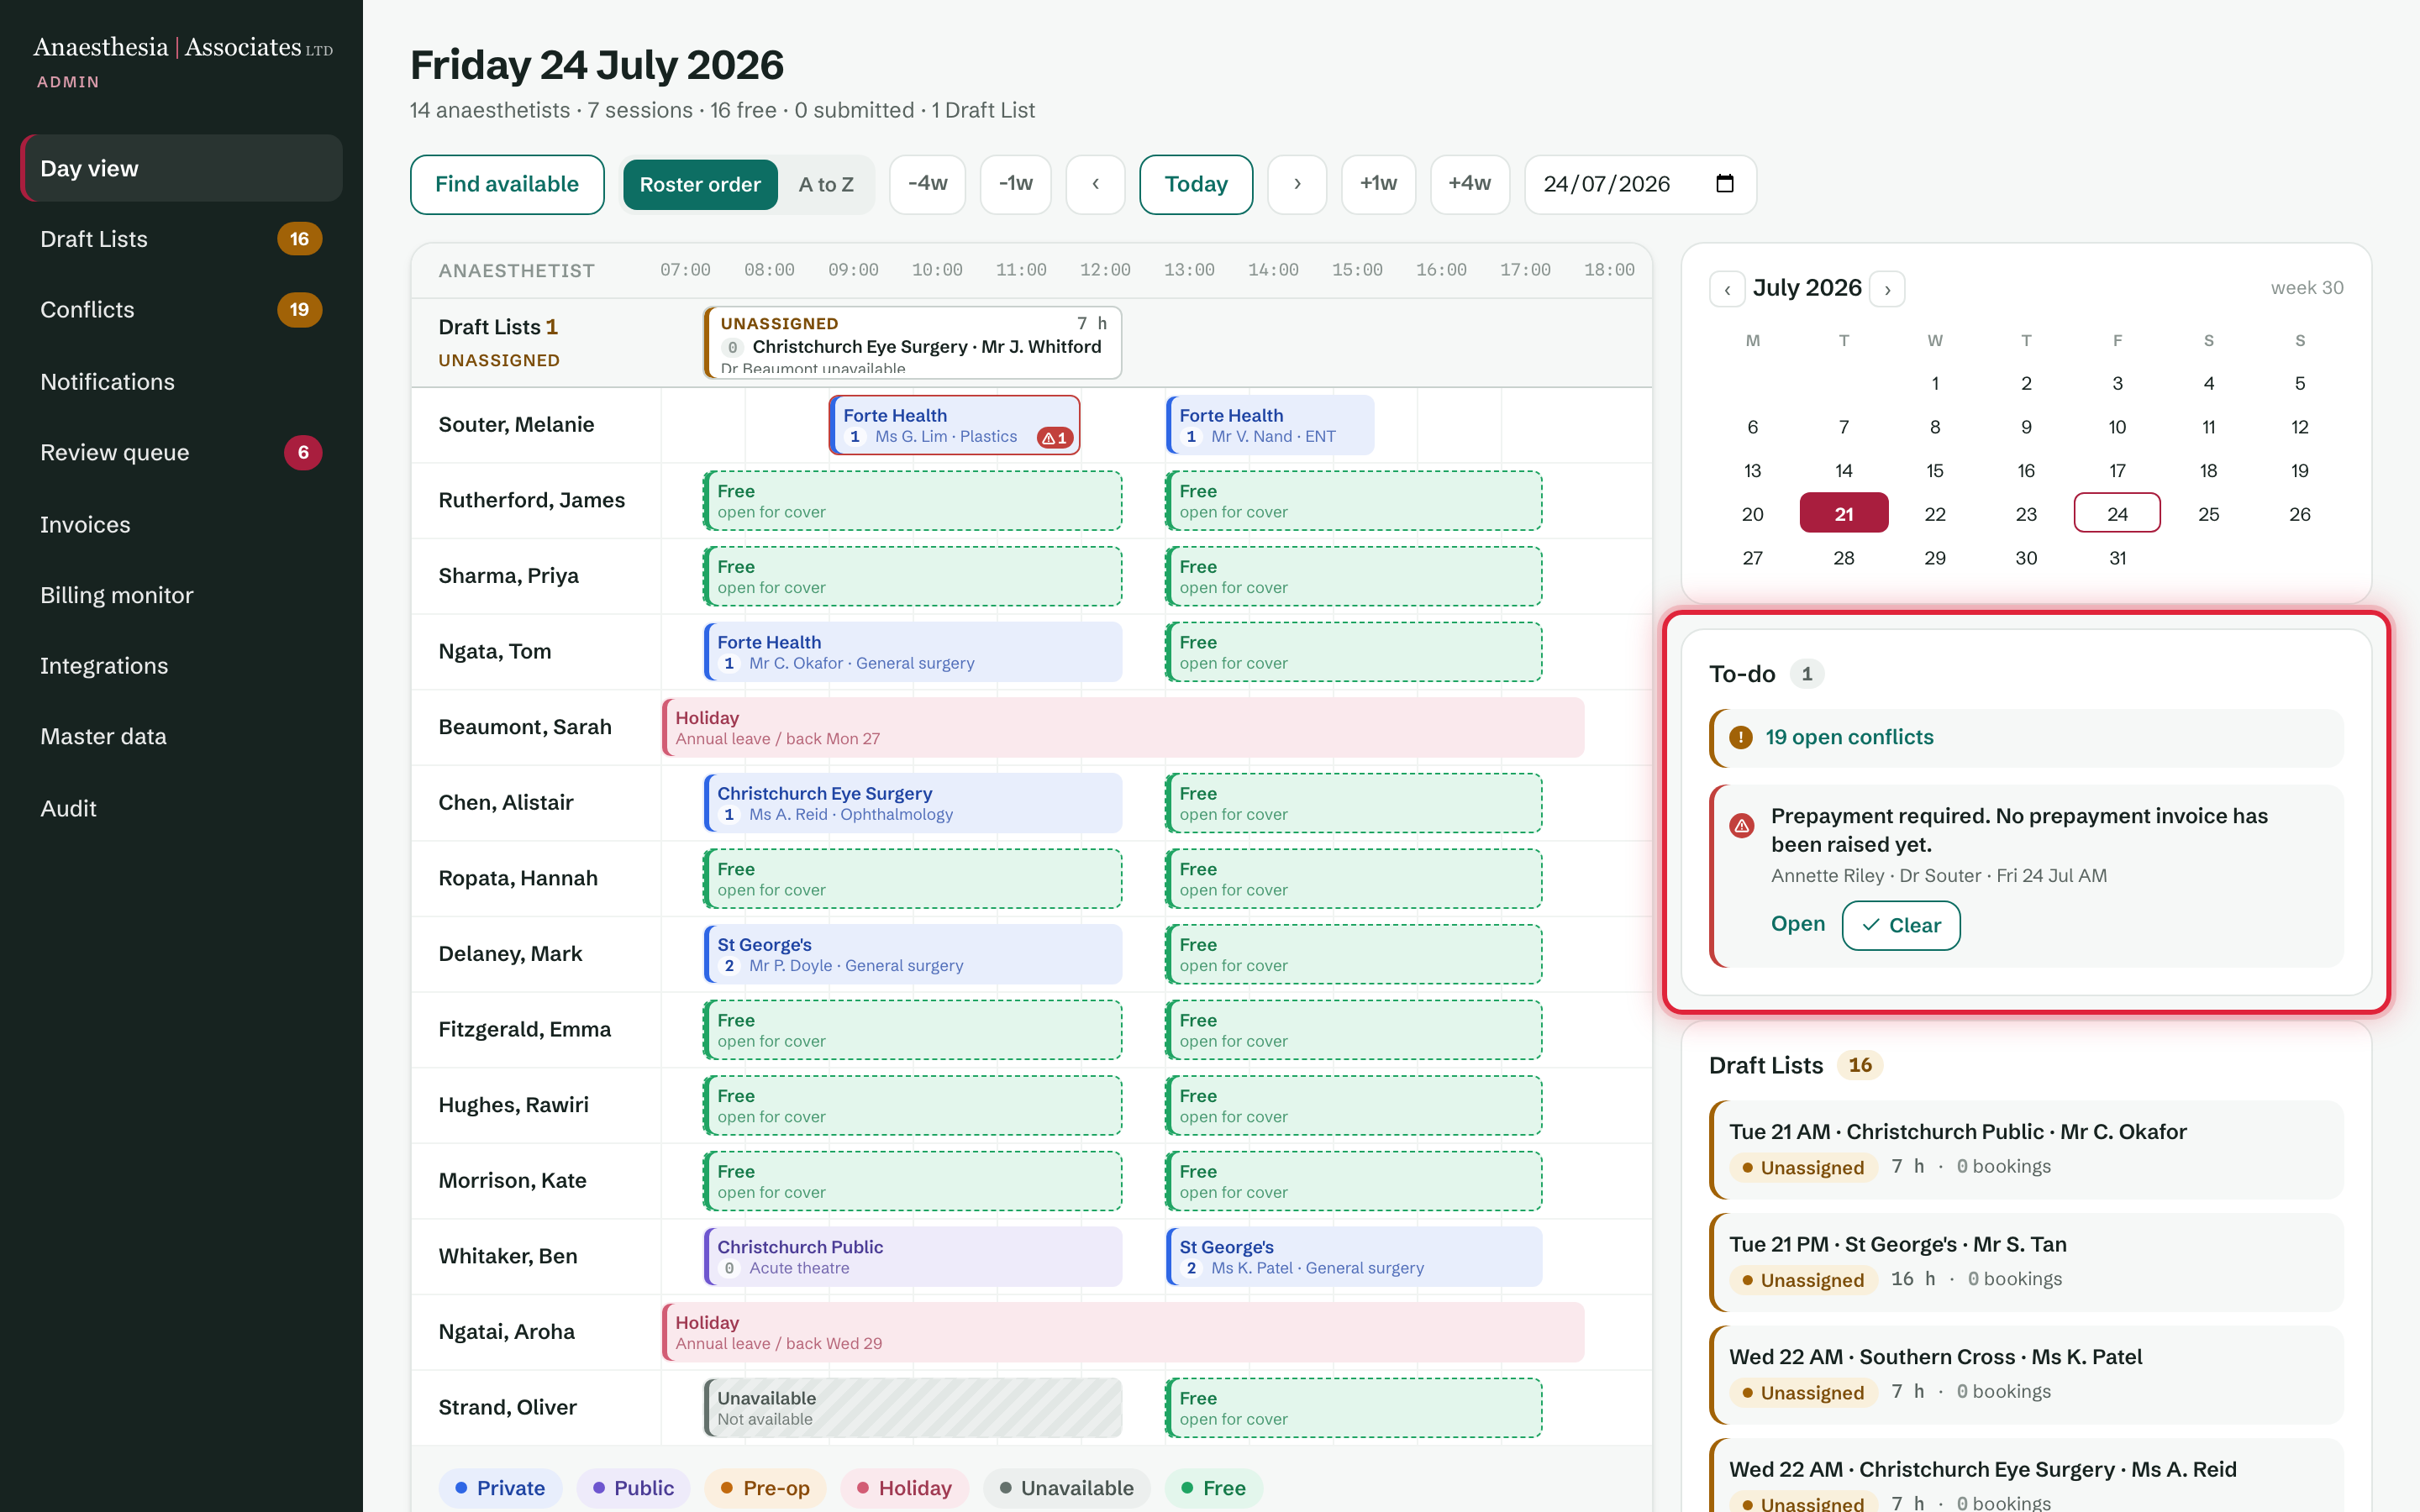 Anaesthesia | Associates LTD
ADMIN
Day view
Draft Lists 16
Conflicts 19
Notifications
Review queue 6
Invoices
Billing monitor
Integrations
Master data
Audit
Friday 24 July 2026
14 anaesthetists · 7 sessions · 16 free · 0 submitted · 1 Draft List
Find available Roster order A to Z -4w -1w ‹ Today › +1w +4w 24/07/2026
ANAESTHETIST 07:00 08:00 09:00 10:00 11:00 12:00 13:00 14:00 15:00 16:00 17:00 18:00
Draft Lists 1
UNASSIGNED
UNASSIGNED 7 h
0 Christchurch Eye Surgery · Mr J. Whitford
Dr Beaumont unavailable
Souter, Melanie
Forte Health
1 Ms G. Lim · Plastics 1
Forte Health
1 Mr V. Nand · ENT
Rutherford, James
Free
open for cover
Free
open for cover
Sharma, Priya
Free
open for cover
Free
open for cover
Ngata, Tom
Forte Health
1 Mr C. Okafor · General surgery
Free
open for cover
Beaumont, Sarah
Holiday
Annual leave / back Mon 27
Chen, Alistair
Christchurch Eye Surgery
1 Ms A. Reid · Ophthalmology
Free
open for cover
Ropata, Hannah
Free
open for cover
Free
open for cover
Delaney, Mark
St George's
2 Mr P. Doyle · General surgery
Free
open for cover
Fitzgerald, Emma
Free
open for cover
Free
open for cover
Hughes, Rawiri
Free
open for cover
Free
open for cover
Morrison, Kate
Free
open for cover
Free
open for cover
Whitaker, Ben
Christchurch Public
0 Acute theatre
St George's
2 Ms K. Patel · General surgery
Ngatai, Aroha
Holiday
Annual leave / back Wed 29
Strand, Oliver
Unavailable
Not available
Free
open for cover
Private Public Pre-op Holiday Unavailable Free
‹ July 2026 › week 30
M T W T F S S
1 2 3 4 5
6 7 8 9 10 11 12
13 14 15 16 17 18 19
20 21 22 23 24 25 26
27 28 29 30 31
To-do 1
19 open conflicts
Prepayment required. No prepayment invoice has
been raised yet.
Annette Riley · Dr Souter · Fri 24 Jul AM
Open ✓ Clear
Draft Lists 16
Tue 21 AM · Christchurch Public · Mr C. Okafor
Unassigned 7 h · 0 bookings
Tue 21 PM · St George's · Mr S. Tan
Unassigned 16 h · 0 bookings
Wed 22 AM · Southern Cross · Ms K. Patel
Unassigned 7 h · 0 bookings
Wed 22 AM · Christchurch Eye Surgery · Ms A. Reid
Unassigned 7 h · 0 bookings